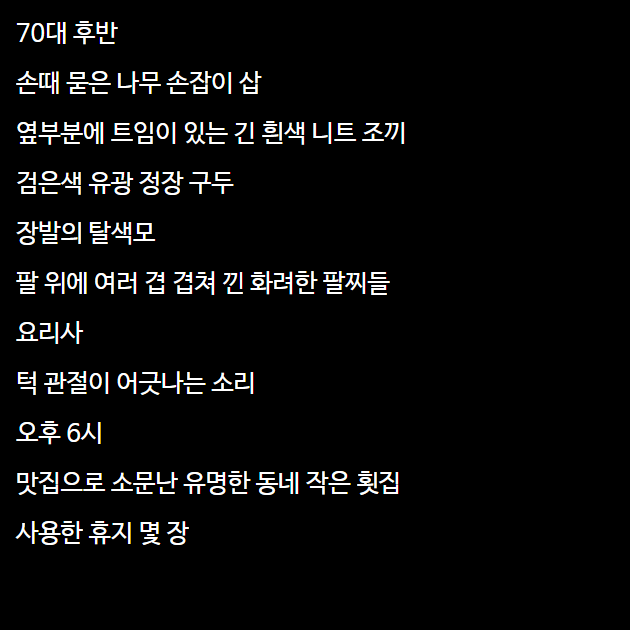 70대 후반
손때 묻은 나무 손잡이 삽
옆부분에 트임이 있는 긴 흰색 니트 조끼
검은색 유광 정장 구두
장발의 탈색모
팔 위에 여러 겹 겹쳐 낀 화려한 팔찌들
요리사
턱 관절이 어긋나는 소리
오후 6시
맛집으로 소문난 유명한 동네 작은 횟집
사용한 휴지 몇 장